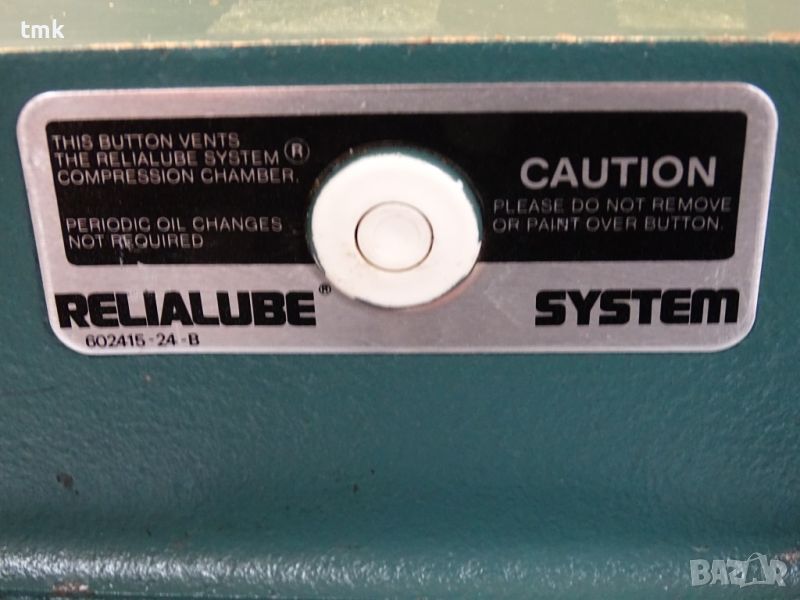 tmk
THIS BUTTON VENTS
THE RELIALUBE SYSTEM ®
COMPRESSION CHAMBER.
PERIODIC OIL CHANGES
NOT REQUIRED
CAUTION
PLEASE DO NOT REMOVE
OR PAINT OVER BUTTON.
RELIALUBE® SYSTEM
602415-24-B
BAZAR